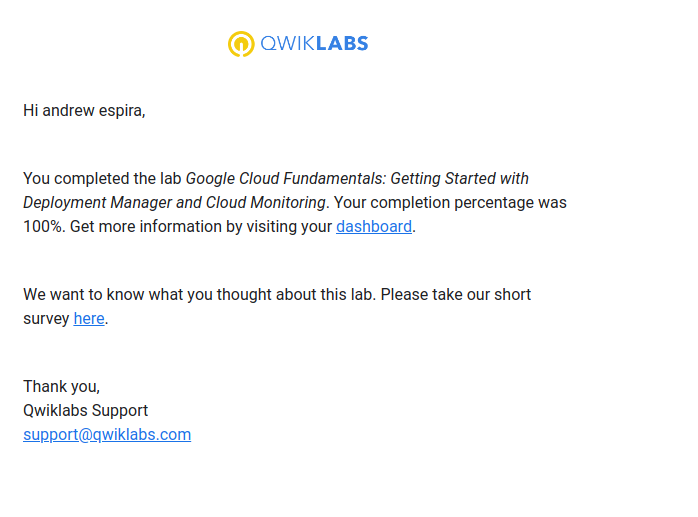 QWIKLABS
Hi andrew espira,
You completed the lab Google Cloud Fundamentals: Getting Started with
Deployment Manager and Cloud Monitoring. Your completion percentage was
100%. Get more information by visiting your dashboard.
We want to know what you thought about this lab. Please take our short
survey here.
Thank you,
Qwiklabs Support
support@qwiklabs.com